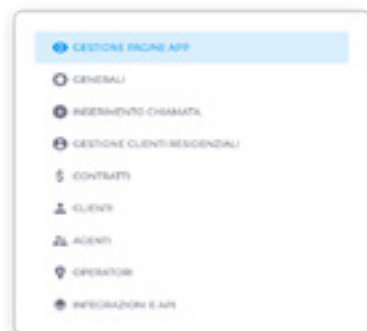 GESTIONE PAGINE APP
GENERALI
INSERIMENTO CHIAMATA
GESTIONE CLIENTI RESIDENZIALI
CONTRATTI
CLIENTI
AGENTI
OPERATORI
INTEGRAZIONI E API